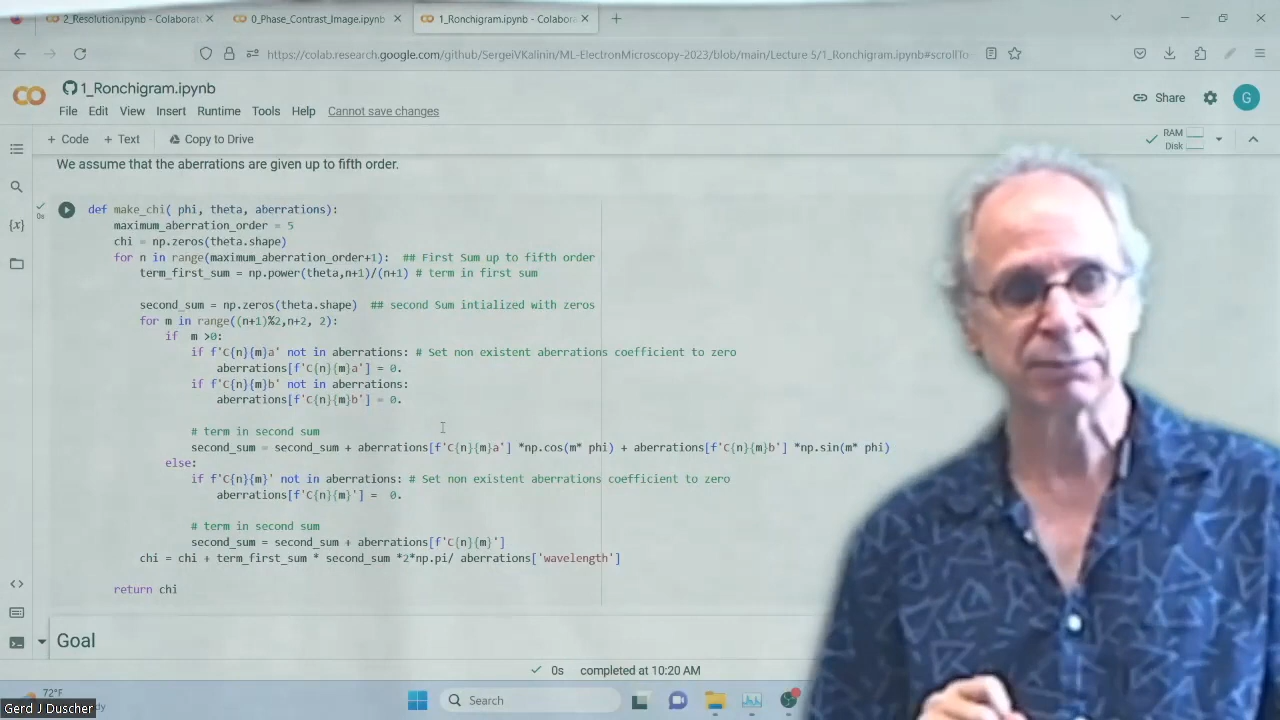 2_Resolution.ipynb - Colaborat
0_Phase_Contrast_Image.ipynb
1_Ronchigram.ipynb - Colaborat
https://colab.research.google.com/github/SergeiVKalinin/ML-ElectronMicroscopy-2023/blob/main/Lecture 5/1_Ronchigram.ipynb#scrollTo
1_Ronchigram.ipynb
File Edit View Insert Runtime Tools Help Cannot save changes
Share
G
+ Code + Text Copy to Drive
RAM
Disk
We assume that the aberrations are given up to fifth order.
{x}
0s
def make_chi( phi, theta, aberrations):
maximum_aberration_order = 5
chi = np.zeros(theta.shape)
for n in range(maximum_aberration_order+1): ## First Sum up to fifth order
term_first_sum = np.power(theta,n+1)/(n+1) # term in first sum
second_sum = np.zeros(theta.shape) ## second Sum intialized with zeros
for m in range((n+1)%2,n+2, 2):
if m >0:
if f'C{n}{m}a' not in aberrations: # Set non existent aberrations coefficient to zero
aberrations[f'C{n}{m}a'] = 0.
if f'C{n}{m}b' not in aberrations:
aberrations[f'C{n}{m}b'] = 0.
# term in second sum
second_sum = second_sum + aberrations[f'C{n}{m}a'] *np.cos(m* phi) + aberrations[f'C{n}{m}b'] *np.sin(m* phi)
else:
if f'C{n}{m}' not in aberrations: # Set non existent aberrations coefficient to zero
aberrations[f'C{n}{m}'] = 0.
# term in second sum
second_sum = second_sum + aberrations[f'C{n}{m}']
chi = chi + term_first_sum * second_sum *2*np.pi/ aberrations['wavelength']
return chi
Goal
0s completed at 10:20 AM
72°F
Search
Gerd J Duscher